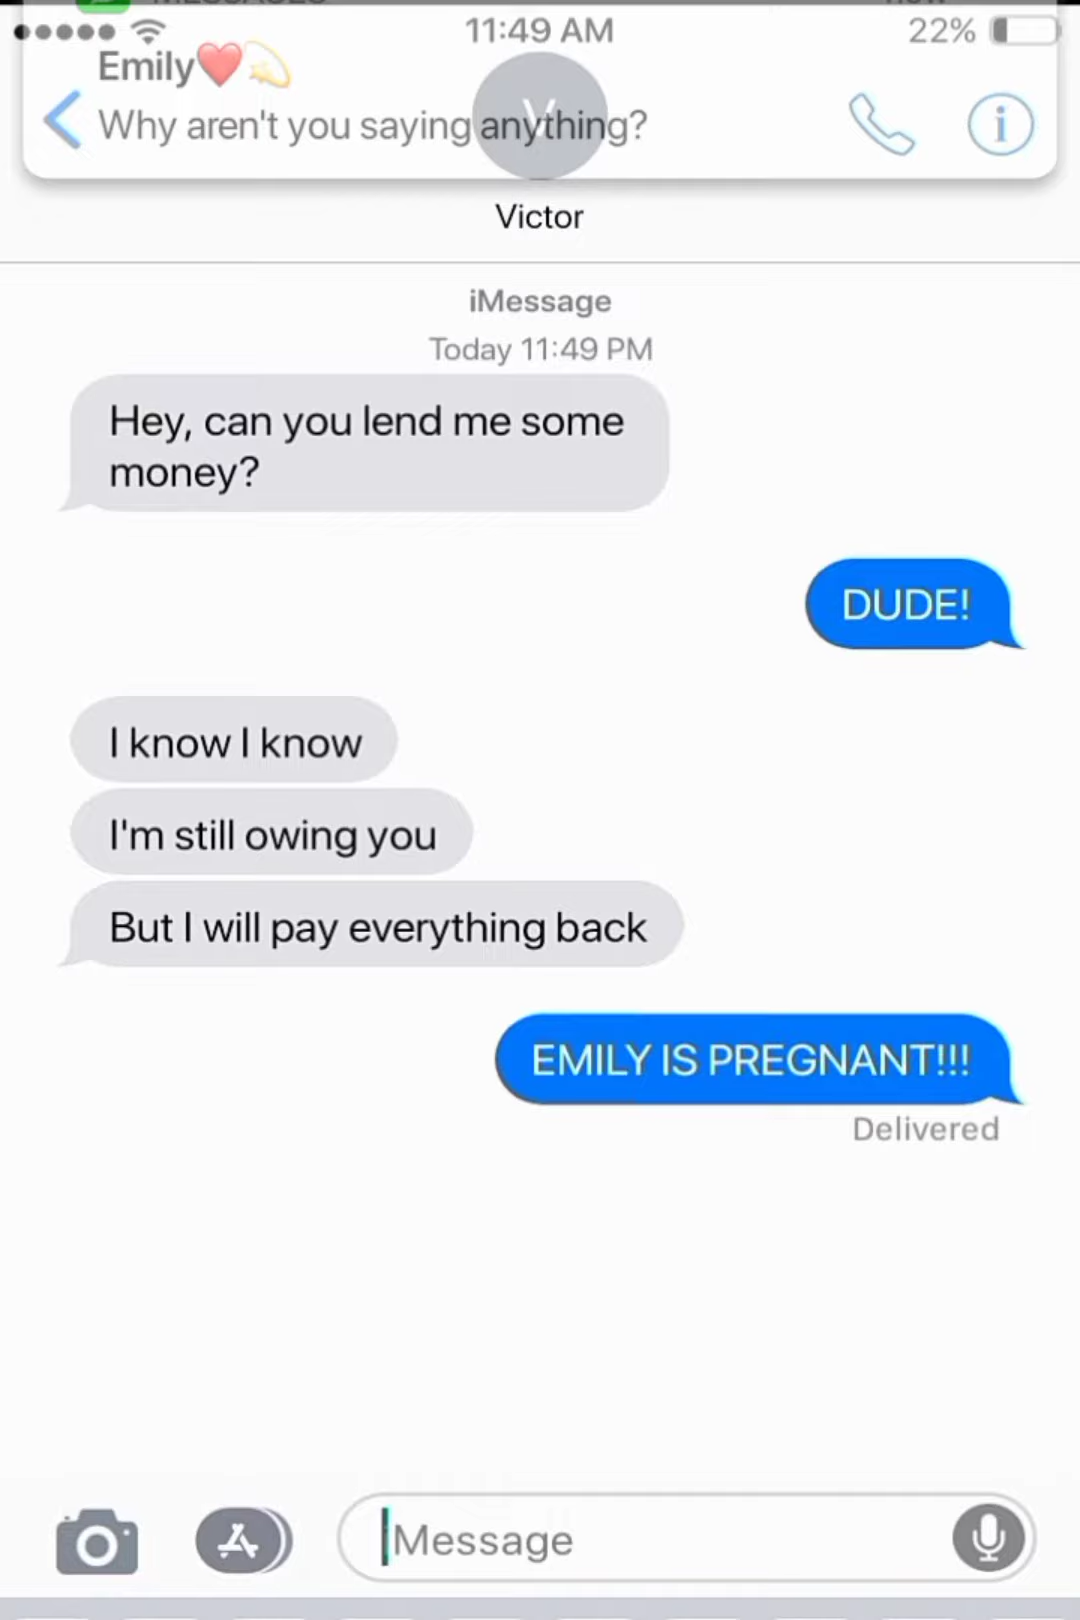 11:49 AM
22%
Emily❤️💫
Why aren't you saying anything?
V
Victor
iMessage
Today 11:49 PM
Hey, can you lend me some
money?
DUDE!
I know I know
I'm still owing you
But I will pay everything back
EMILY IS PREGNANT!!!
Delivered
Message